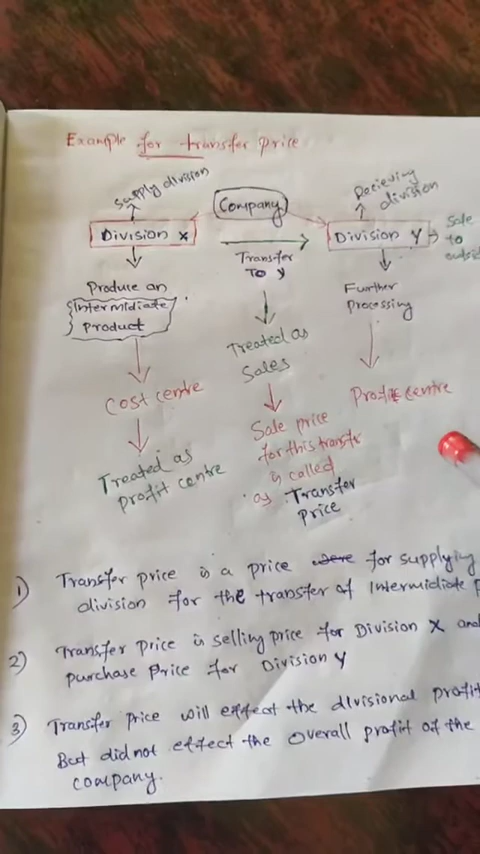 Example for transfer price
Supply division
Company
Recieving division
Division X
Transfer To Y
Division Y
Sale to
Produce an
Intermidiate
Product
Cost centre
Treated as
profit centre
Treated as
Sales
Sale price
for this transfer
is called
as Transfer
Price
Further
Processing
Profit centre
1) Transfer price is a price for supplying
division for the transfer of Intermidiate
2) Transfer price is selling price for Division X and
purchase Price for Division Y
3) Transfer price will effect the divisional profit
But did not effect the overall profit of the
company.